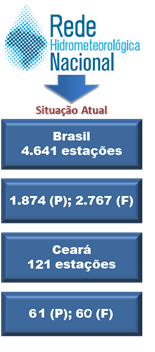 Rede
Hidrometeorológica
Nacional
Situação Atual
Brasil
4.641 estações
1.874 (P); 2.767 (F)
Ceará
121 estações
61 (P); 60 (F)